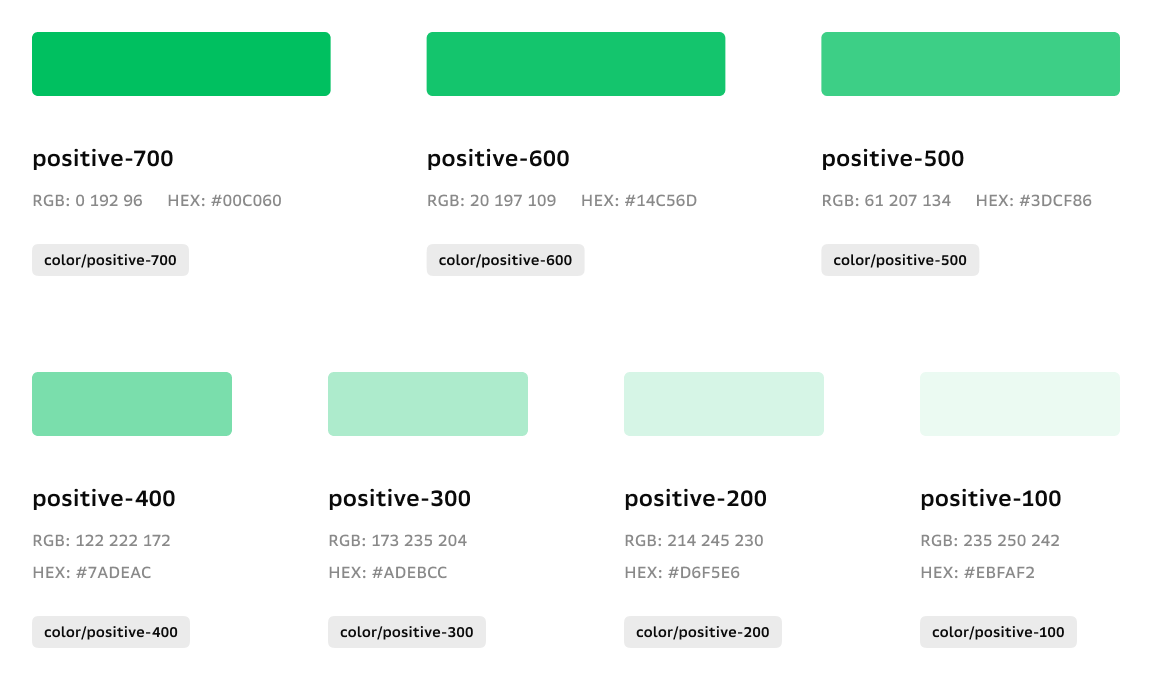 positive-700
RGB: 0 192 96 HEX: #00C060
color/positive-700
positive-600
RGB: 20 197 109 HEX: #14C56D
color/positive-600
positive-500
RGB: 61 207 134 HEX: #3DCF86
color/positive-500
positive-400
RGB: 122 222 172
HEX: #7ADEAC
color/positive-400
positive-300
RGB: 173 235 204
HEX: #ADEBCC
color/positive-300
positive-200
RGB: 214 245 230
HEX: #D6F5E6
color/positive-200
positive-100
RGB: 235 250 242
HEX: #EBFAF2
color/positive-100